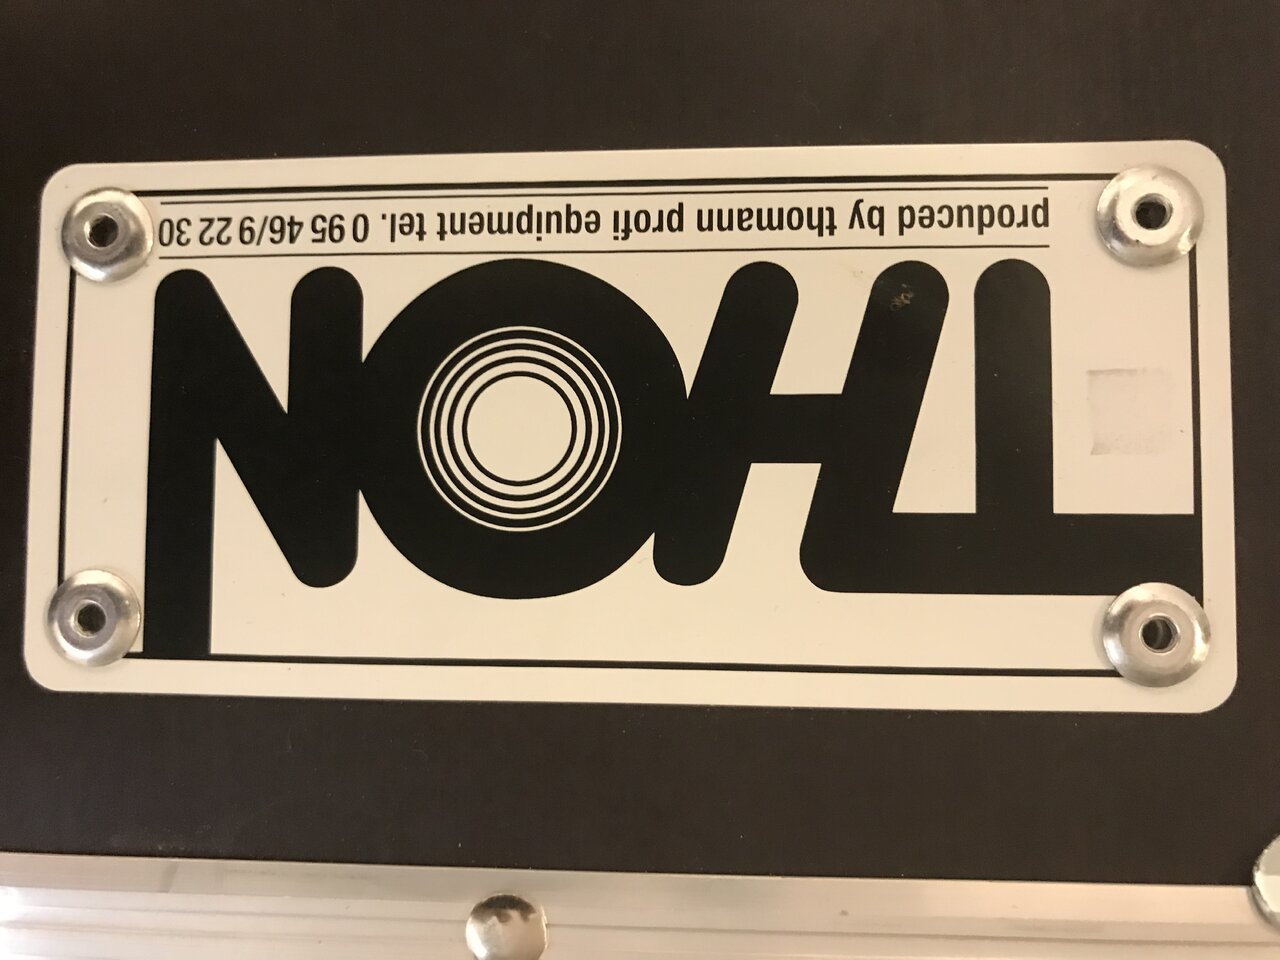 THON
produced by thomann profi equipment tel. 0 95 46/9 22 30